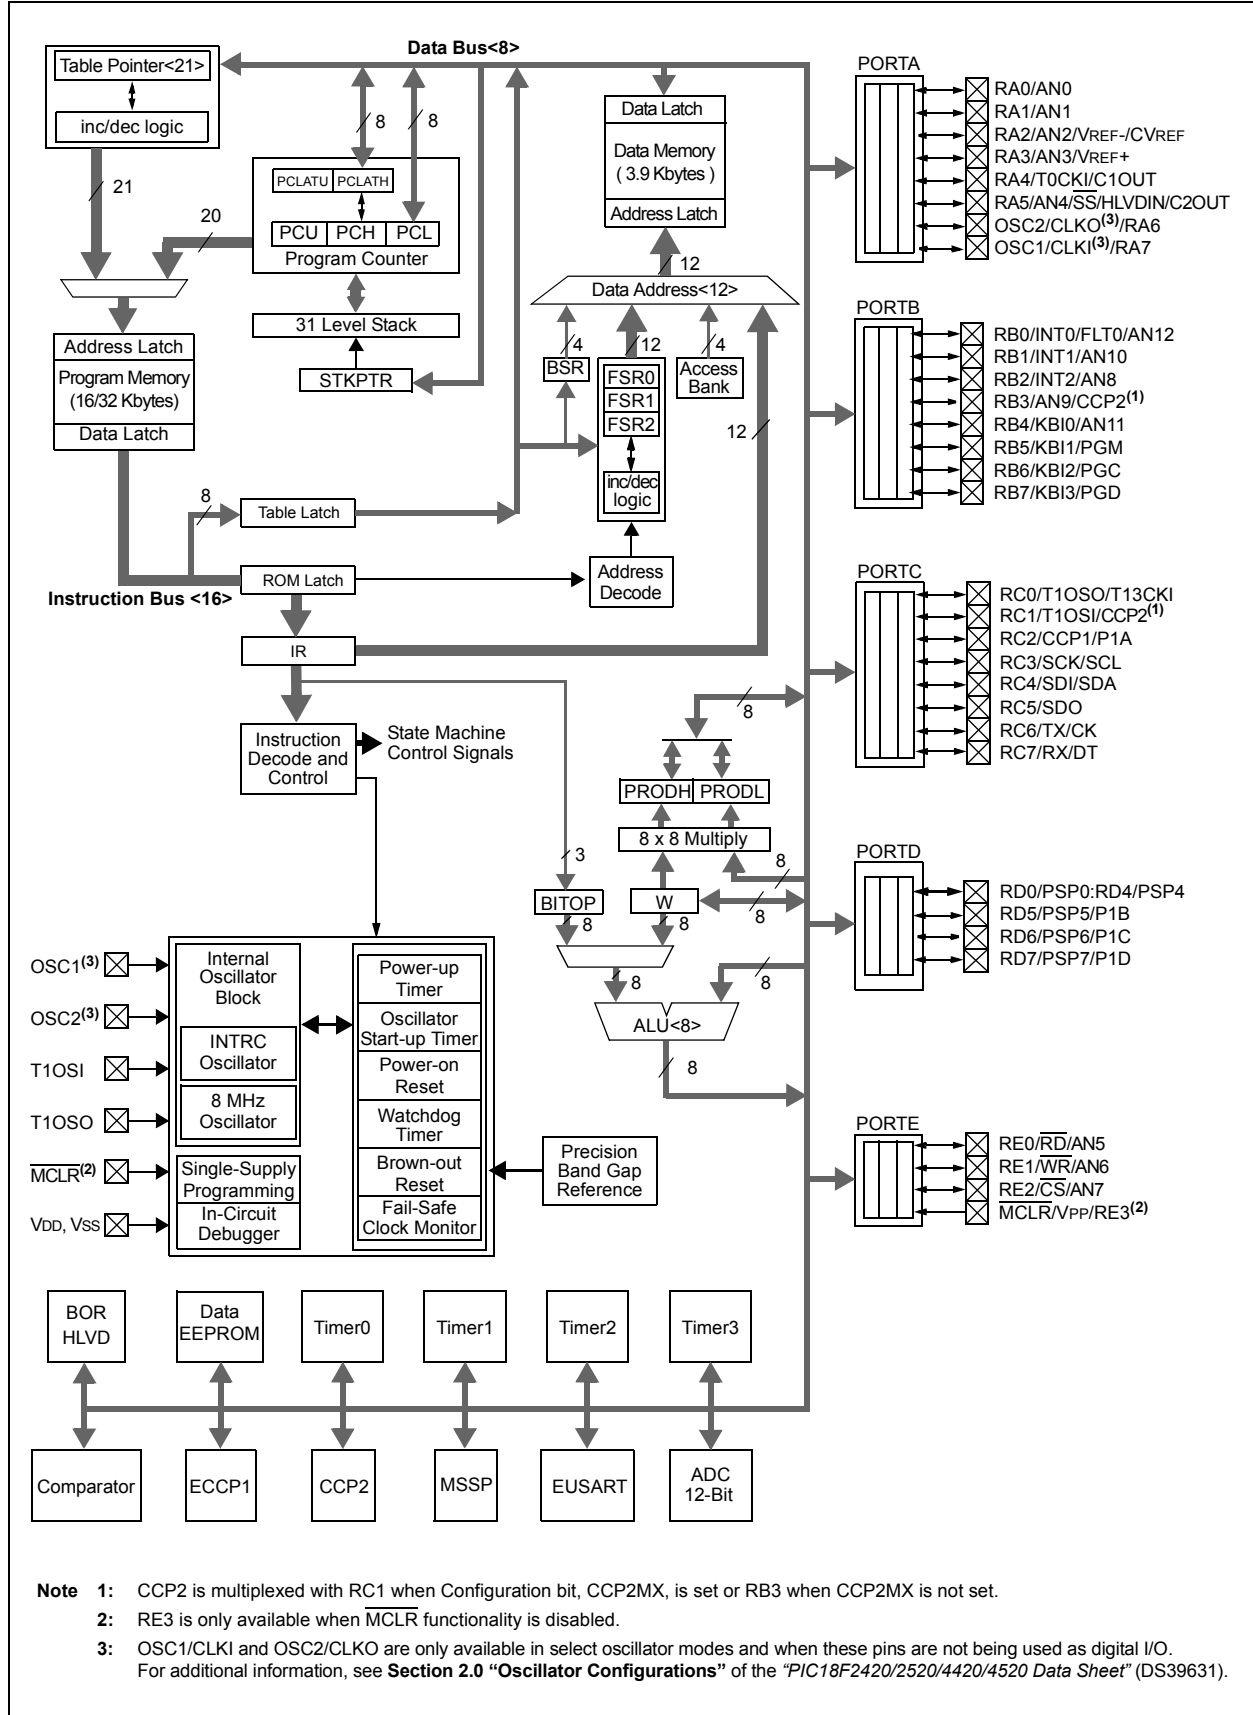 Data Bus<8>
Table Pointer<21>
inc/dec logic
21
20
8
8
PCLATU PCLATH
PCU PCH PCL
Program Counter
31 Level Stack
STKPTR
Address Latch
Program Memory
(16/32 Kbytes)
Data Latch
8
Table Latch
ROM Latch
Instruction Bus <16>
IR
Data Latch
Data Memory
( 3.9 Kbytes )
Address Latch
12
Data Address<12>
4
12
4
BSR
FSR0
FSR1
FSR2
inc/dec
logic
Access
Bank
12
Address
Decode
Instruction
Decode and
Control
State Machine
Control Signals
8
PRODH PRODL
8 x 8 Multiply
3
8
BITOP
W
8
8
8
8
8
ALU<8>
8
OSC1(3)
OSC2(3)
T1OSI
T1OSO
MCLR(2)
VDD, VSS
Internal
Oscillator
Block
INTRC
Oscillator
8 MHz
Oscillator
Single-Supply
Programming
In-Circuit
Debugger
Power-up
Timer
Oscillator
Start-up Timer
Power-on
Reset
Watchdog
Timer
Brown-out
Reset
Fail-Safe
Clock Monitor
Precision
Band Gap
Reference
PORTA
RA0/AN0
RA1/AN1
RA2/AN2/VREF-/CVREF
RA3/AN3/VREF+
RA4/T0CKI/C1OUT
RA5/AN4/SS/HLVDIN/C2OUT
OSC2/CLKO(3)/RA6
OSC1/CLKI(3)/RA7
PORTB
RB0/INT0/FLT0/AN12
RB1/INT1/AN10
RB2/INT2/AN8
RB3/AN9/CCP2(1)
RB4/KBI0/AN11
RB5/KBI1/PGM
RB6/KBI2/PGC
RB7/KBI3/PGD
PORTC
RC0/T1OSO/T13CKI
RC1/T1OSI/CCP2(1)
RC2/CCP1/P1A
RC3/SCK/SCL
RC4/SDI/SDA
RC5/SDO
RC6/TX/CK
RC7/RX/DT
PORTD
RD0/PSP0:RD4/PSP4
RD5/PSP5/P1B
RD6/PSP6/P1C
RD7/PSP7/P1D
PORTE
RE0/RD/AN5
RE1/WR/AN6
RE2/CS/AN7
MCLR/VPP/RE3(2)
BOR
HLVD
Data
EEPROM
Timer0
Timer1
Timer2
Timer3
Comparator
ECCP1
CCP2
MSSP
EUSART
ADC
12-Bit
Note 1: CCP2 is multiplexed with RC1 when Configuration bit, CCP2MX, is set or RB3 when CCP2MX is not set.
2: RE3 is only available when MCLR functionality is disabled.
3: OSC1/CLKI and OSC2/CLKO are only available in select oscillator modes and when these pins are not being used as digital I/O.
For additional information, see Section 2.0 “Oscillator Configurations” of the “PIC18F2420/2520/4420/4520 Data Sheet” (DS39631).